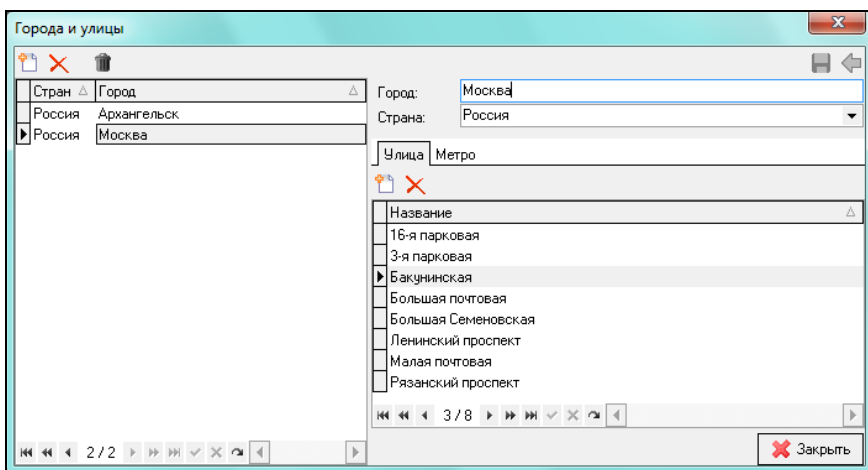 Города и улицы
Стран Город
Россия Архангельск
Россия Москва
2 / 2
Город: Москва
Страна: Россия
Улица Метро
Название
16-я парковая
3-я парковая
Бакунинская
Большая почтовая
Большая Семеновская
Ленинский проспект
Малая почтовая
Рязанский проспект
3 / 8
Закрыть